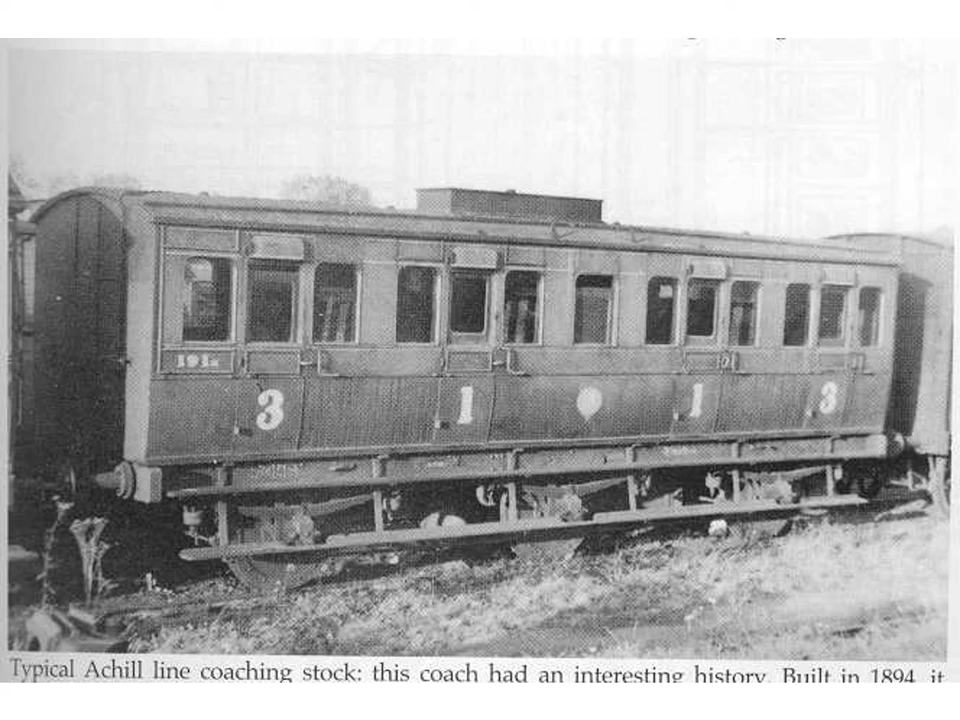 191A
3 1 1 3
Typical Achill line coaching stock: this coach had an interesting history. Built in 1894, it